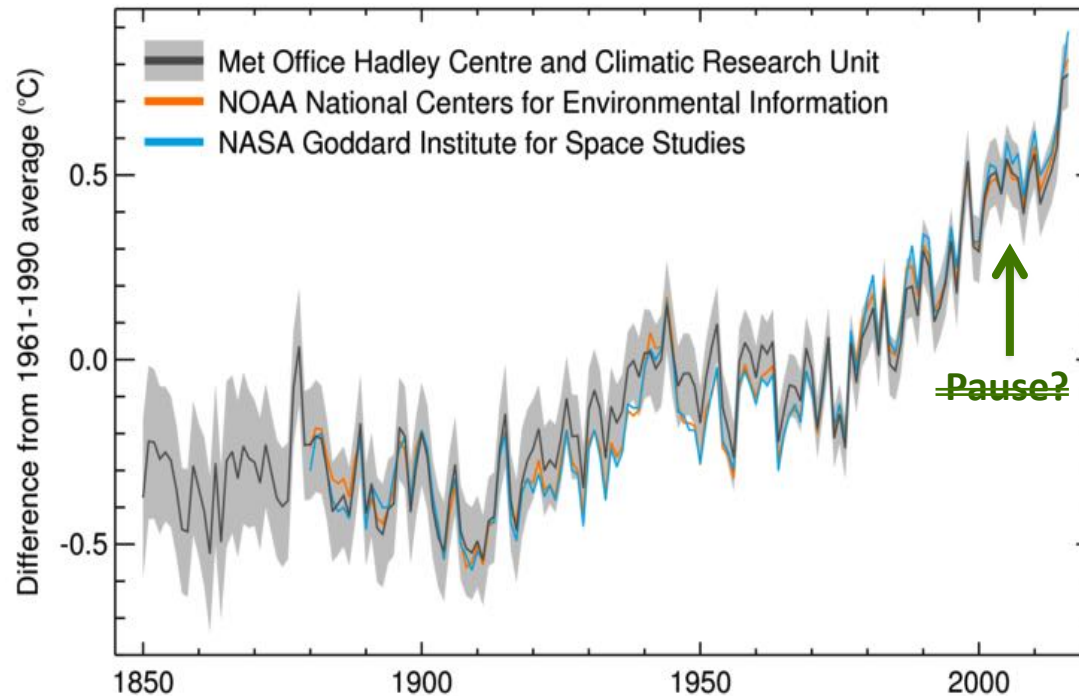 Met Office Hadley Centre and Climatic Research Unit
NOAA National Centers for Environmental Information
NASA Goddard Institute for Space Studies
Difference from 1961-1990 average (°C)
0.5
0.0
-0.5
Pause?
1850 1900 1950 2000